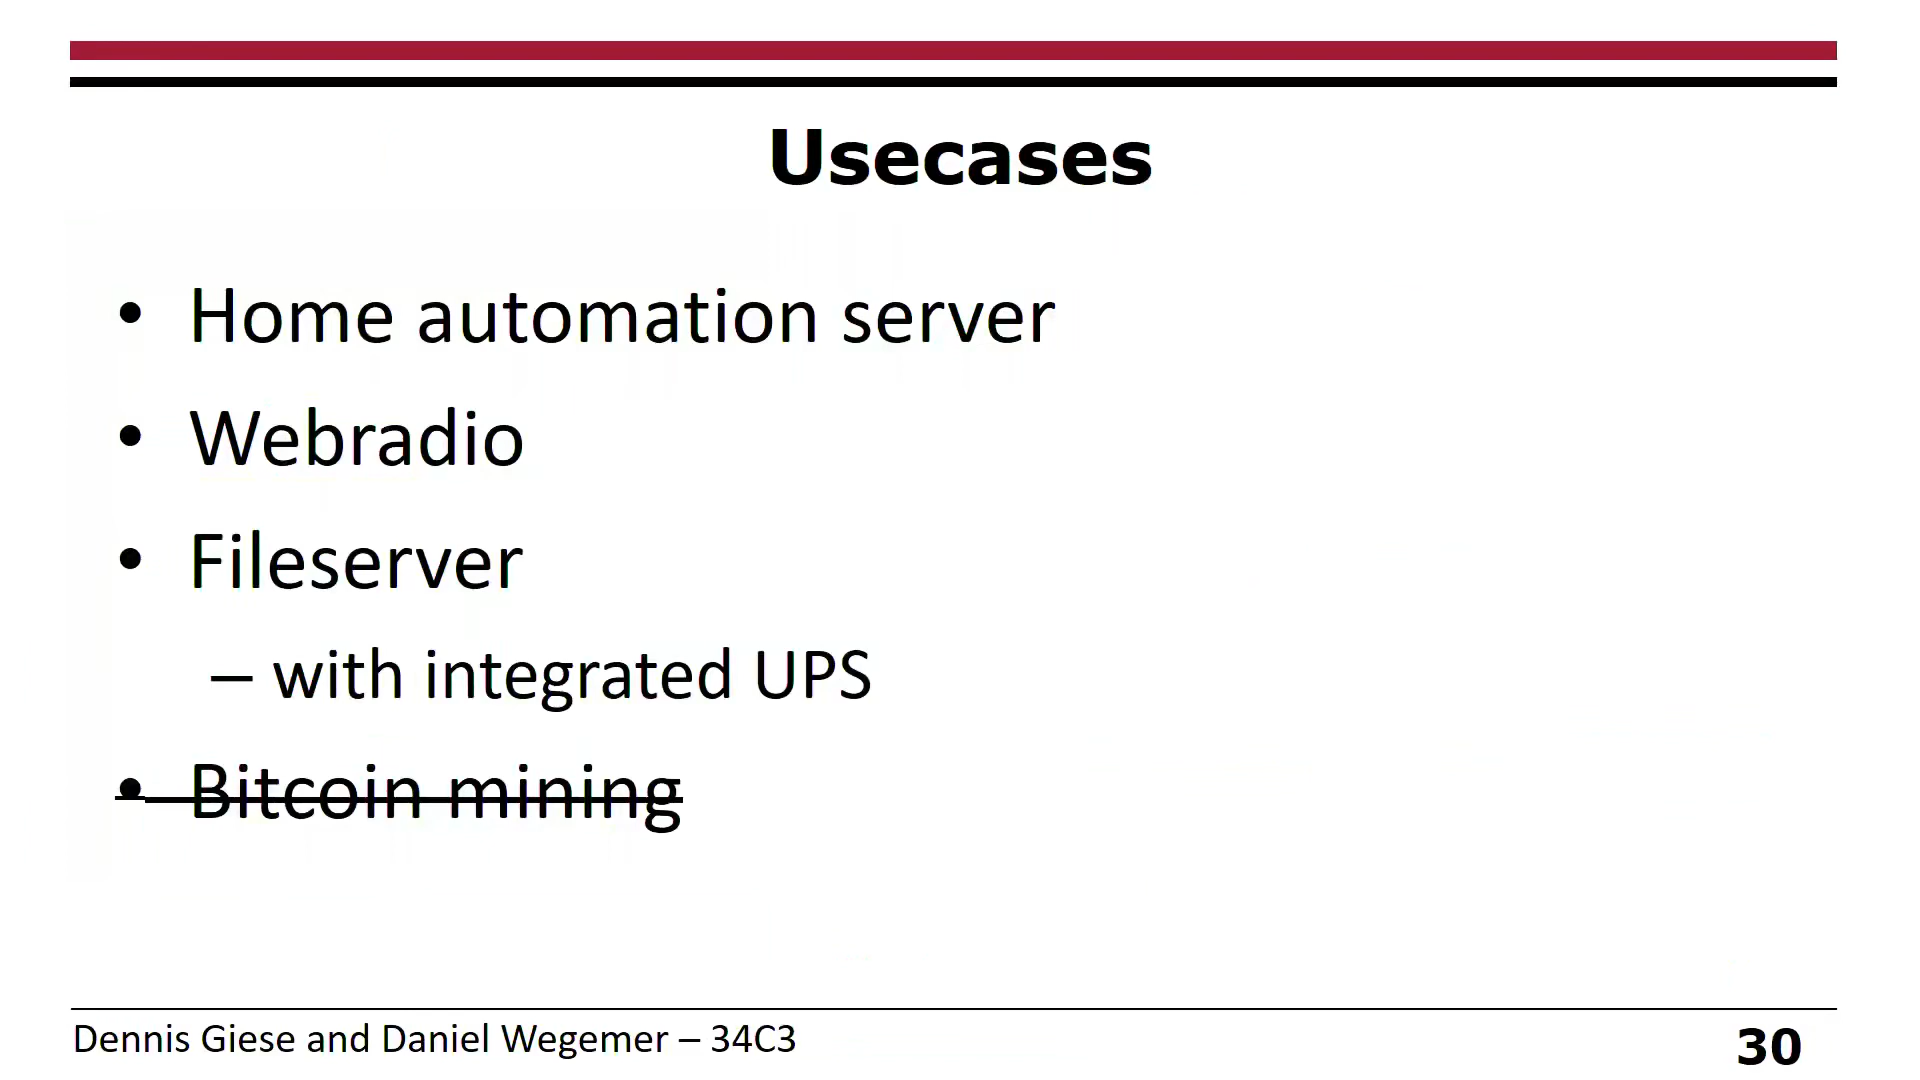 Usecases
• Home automation server
• Webradio
• Fileserver
– with integrated UPS
• Bitcoin mining
Dennis Giese and Daniel Wegemer – 34C3
30